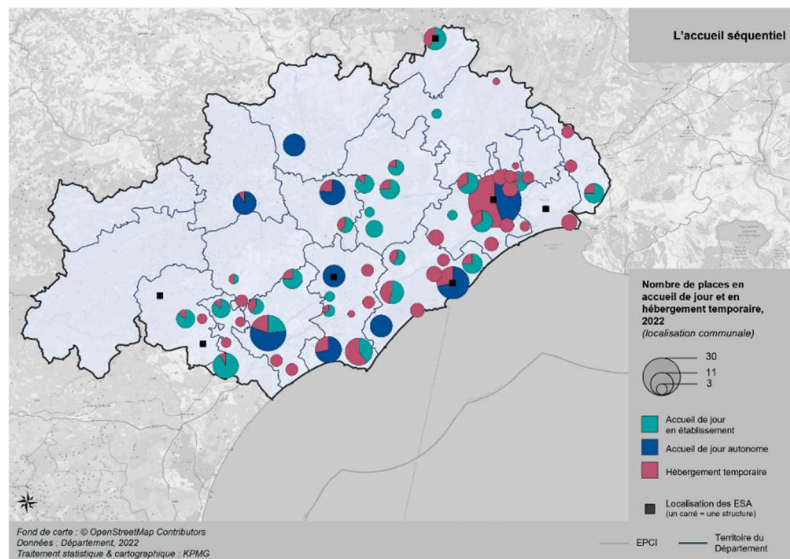 L'accueil séquentiel
Nombre de places en
accueil de jour et en
hébergement temporaire,
2022
(localisation communale)
30
11
3
Accueil de jour
en établissement
Accueil de jour autonome
Hébergement temporaire
Localisation des ESA
(un carré = une structure)
EPCI
Territoire du
Département
Fond de carte : © OpenStreetMap Contributors
Données : Département, 2022
Traitement statistique & cartographique : KPMG